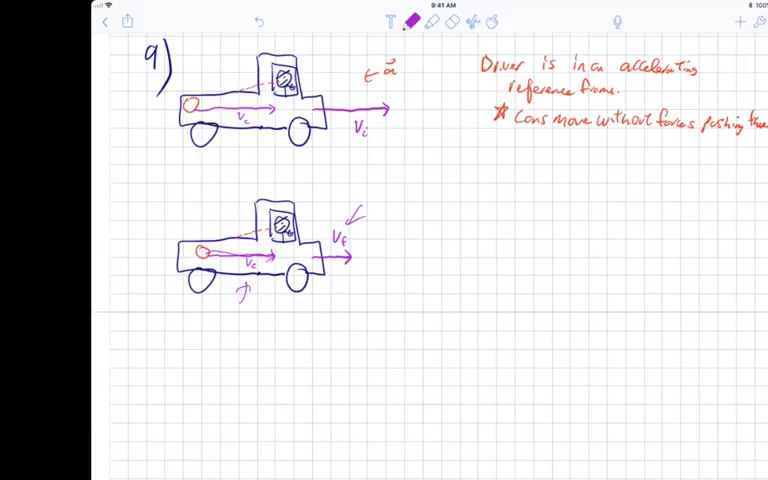 9:41 AM
100%
T
9)
a
Driver is in an accelerating
reference frame.
Vc
Vi
* Cans move without forces pushing
Vf
Vc